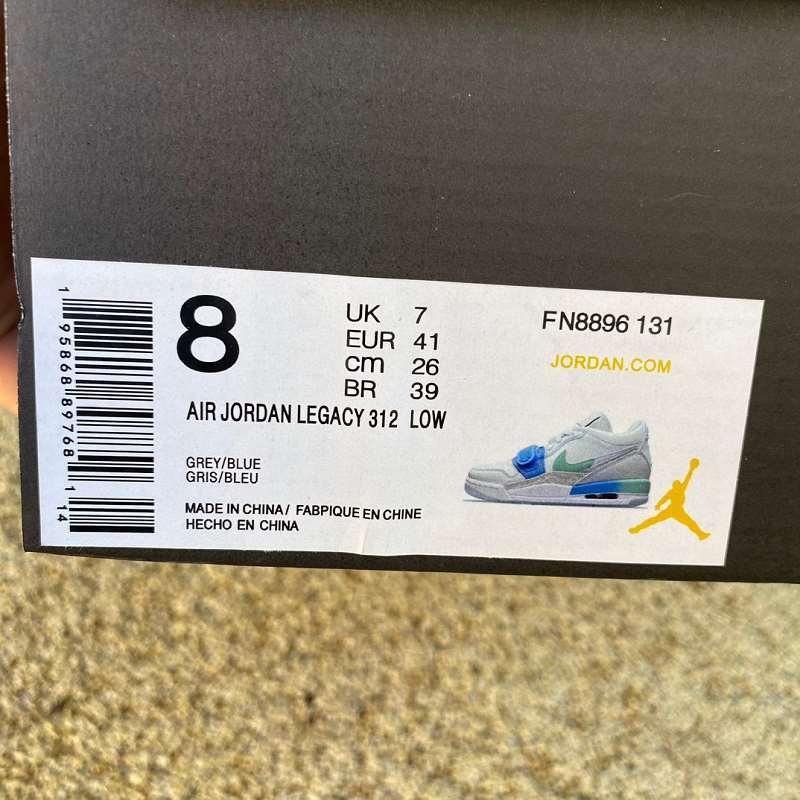 1 95868 89768 1 14
8
UK 7
EUR 41
cm 26
BR 39
FN8896 131
JORDAN.COM
AIR JORDAN LEGACY 312 LOW
GREY/BLUE
GRIS/BLEU
MADE IN CHINA/ FABPIQUE EN CHINE
HECHO EN CHINA